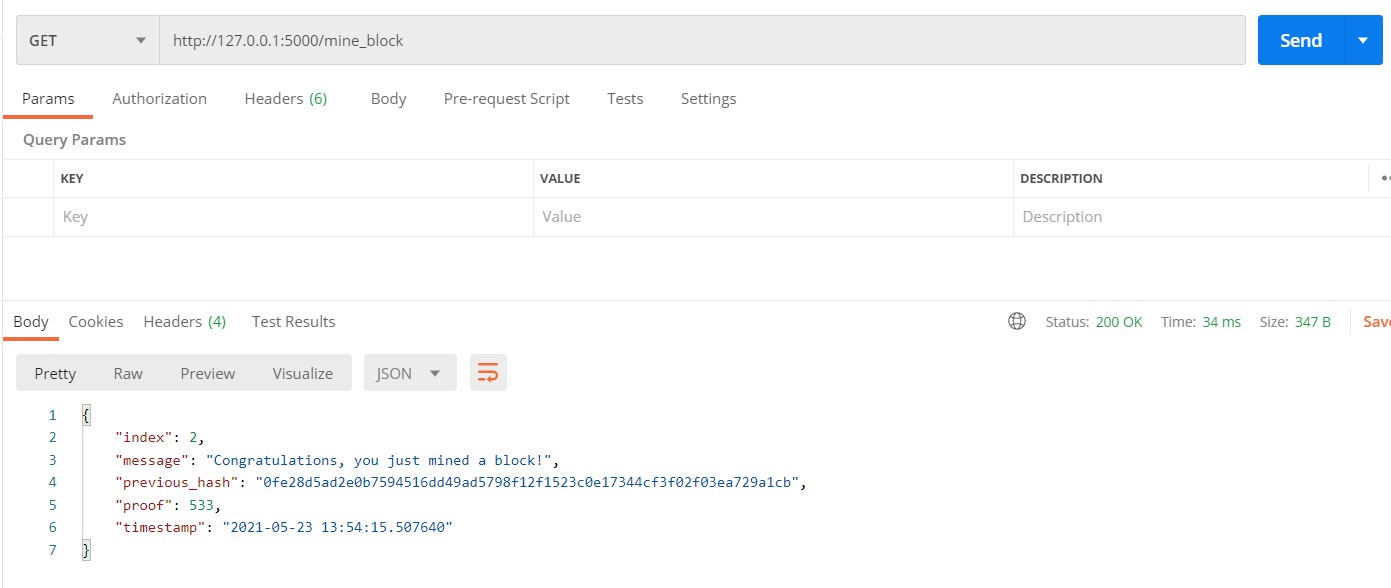 GET http://127.0.0.1:5000/mine_block Send
Params Authorization Headers (6) Body Pre-request Script Tests Settings
Query Params
KEY VALUE DESCRIPTION
Key Value Description
Body Cookies Headers (4) Test Results Status: 200 OK Time: 34 ms Size: 347 B Save
Pretty Raw Preview Visualize JSON
1 {
2 "index": 2,
3 "message": "Congratulations, you just mined a block!",
4 "previous_hash": "0fe28d5ad2e0b7594516dd49ad5798f12f1523c0e17344cf3f02f03ea729a1cb",
5 "proof": 533,
6 "timestamp": "2021-05-23 13:54:15.507640"
7 }